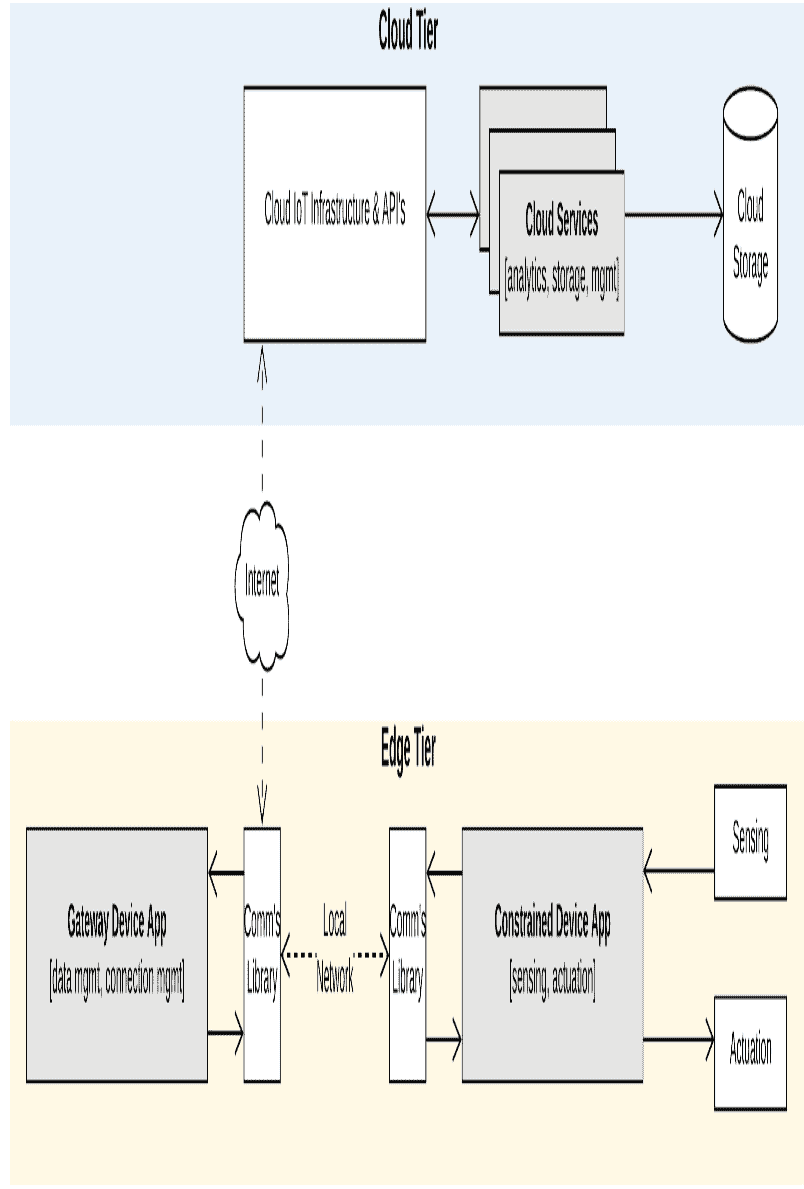 Cloud Tier
Cloud IoT Infrastructure & API's
Cloud Services
[analytics, storage, mgmt]
Cloud
Storage
Internet
Edge Tier
Gateway Device App
[data mgmt, connection mgmt]
Comm's
Library
Local
Network
Comm's
Library
Constrained Device App
[sensing, actuation]
Sensing
Actuation